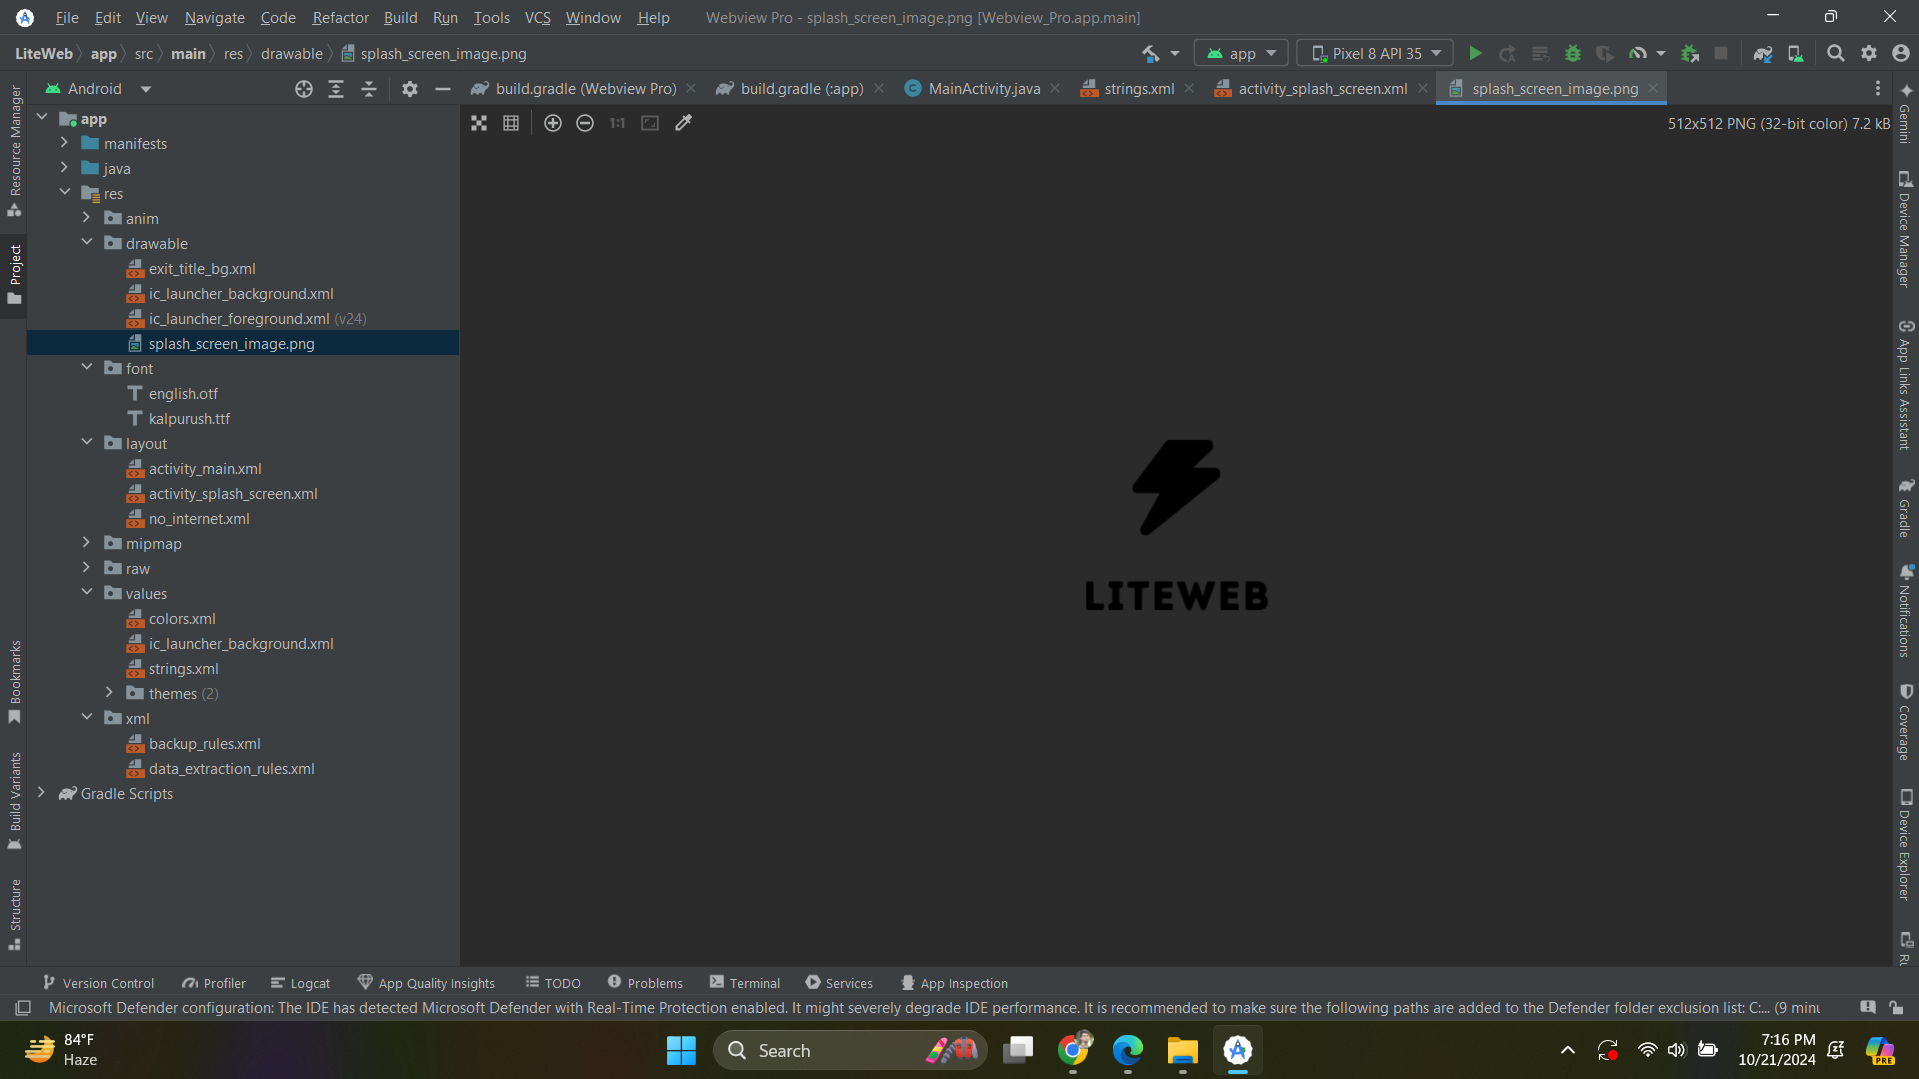 File Edit View Navigate Code Refactor Build Run Tools VCS Window Help Webview Pro - splash_screen_image.png [Webview_Pro.app.main]
LiteWeb app src main res drawable splash_screen_image.png app Pixel 8 API 35
Android build.gradle (Webview Pro) build.gradle (:app) MainActivity.java strings.xml activity_splash_screen.xml splash_screen_image.png
1:1 512x512 PNG (32-bit color) 7.2 kB
app
manifests
java
res
anim
drawable
exit_title_bg.xml
ic_launcher_background.xml
ic_launcher_foreground.xml (v24)
splash_screen_image.png
font
english.otf
kalpurush.ttf
layout
activity_main.xml
activity_splash_screen.xml
no_internet.xml
mipmap
raw
values
colors.xml
ic_launcher_background.xml
strings.xml
themes (2)
xml
backup_rules.xml
data_extraction_rules.xml
Gradle Scripts
Resource Manager
Project
Bookmarks
Build Variants
Structure
LITEWEB
Gemini
Device Manager
App Links Assistant
Gradle
Notifications
Coverage
Device Explorer
Ru
Version Control Profiler Logcat App Quality Insights TODO Problems Terminal Services App Inspection
Microsoft Defender configuration: The IDE has detected Microsoft Defender with Real-Time Protection enabled. It might severely degrade IDE performance. It is recommended to make sure the following paths are added to the Defender folder exclusion list: C:... (9 minu
84°F
Haze
Search
7:16 PM
10/21/2024
PRE